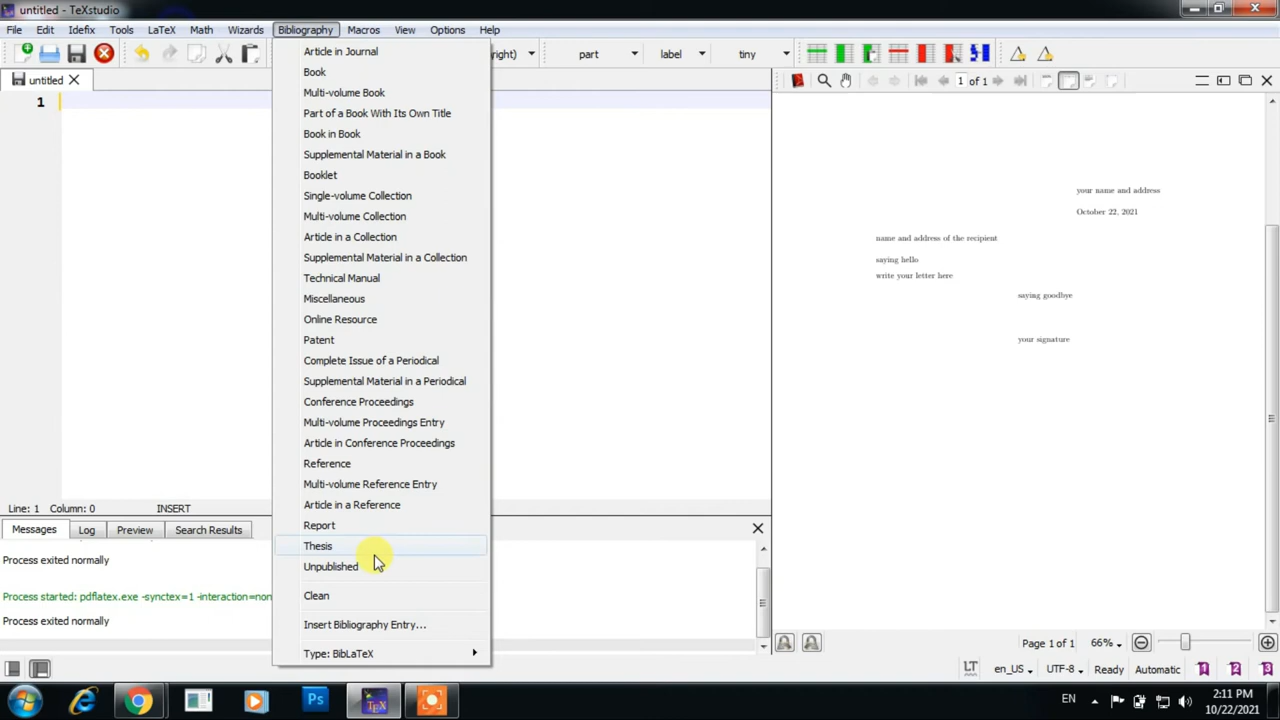 untitled - TeXstudio
File Edit Idefix Tools LaTeX Math Wizards Bibliography Macros View Options Help
right) part label tiny
untitled
1 of 1
1
Article in Journal
Book
Multi-volume Book
Part of a Book With Its Own Title
Book in Book
Supplemental Material in a Book
Booklet
Single-volume Collection
Multi-volume Collection
Article in a Collection
Supplemental Material in a Collection
Technical Manual
Miscellaneous
Online Resource
Patent
Complete Issue of a Periodical
Supplemental Material in a Periodical
Conference Proceedings
Multi-volume Proceedings Entry
Article in Conference Proceedings
Reference
Multi-volume Reference Entry
Article in a Reference
Report
Thesis
Unpublished
Clean
Insert Bibliography Entry...
Type: BibLaTeX
your name and address
October 22, 2021
name and address of the recipient
saying hello
write your letter here
saying goodbye
your signature
Line: 1 Column: 0 INSERT
Messages Log Preview Search Results
Process exited normally
Process started: pdflatex.exe -synctex=1 -interaction=non
Process exited normally
Page 1 of 1 66%
LT en_US UTF-8 Ready Automatic 1 2 3
Ps TEX EN 2:11 PM
10/22/2021